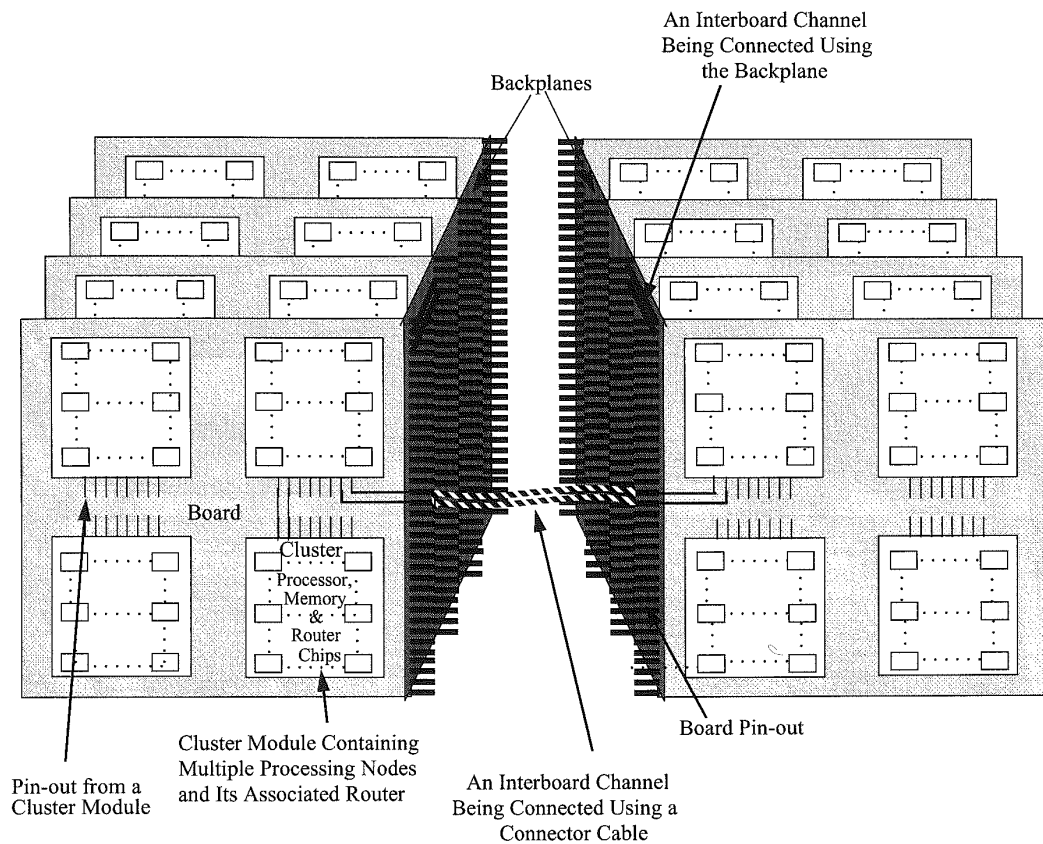 An Interboard Channel
Being Connected Using
the Backplane
Backplanes
Board
Cluster
Processor,
Memory
&
Router
Chips
Board Pin-out
Cluster Module Containing
Multiple Processing Nodes
and Its Associated Router
Pin-out from a
Cluster Module
An Interboard Channel
Being Connected Using a
Connector Cable